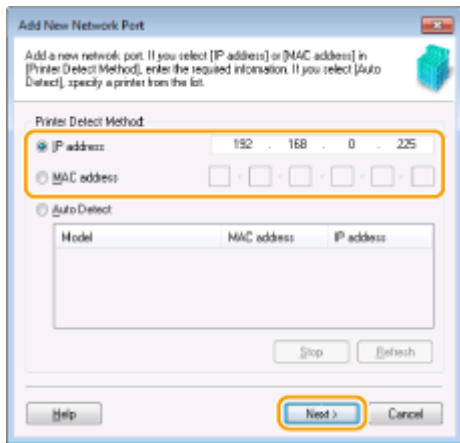 Add New Network Port
Add a new network port. If you select [IP address] or [MAC address] in
[Printer Detect Method], enter the required information. If you select [Auto
Detect], specify a printer from the list.
Printer Detect Method:
IP address 192 . 168 . 0 . 225
MAC address - - - - -
Auto Detect
Model MAC address IP address
Stop Refresh
Help Next > Cancel